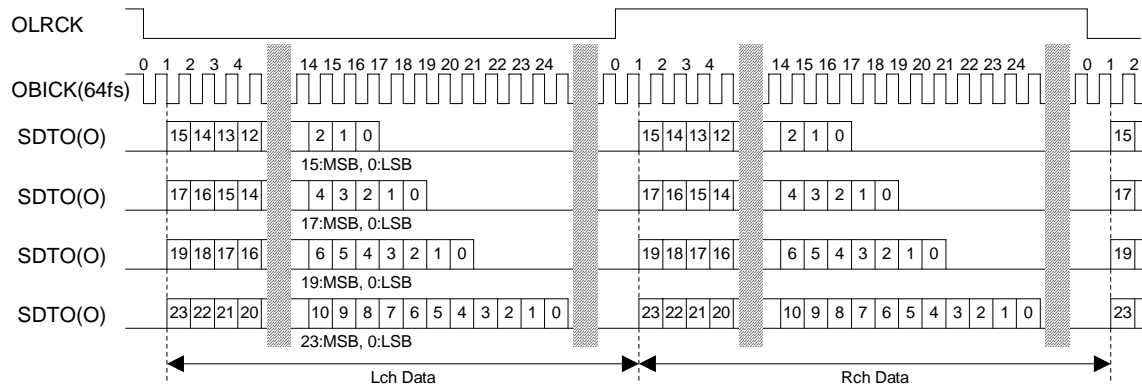 OLRCK
0 1 2 3 4 14 15 16 17 18 19 20 21 22 23 24 0 1 2 3 4 14 15 16 17 18 19 20 21 22 23 24 0 1 2
OBICK(64fs)
SDTO(O) 15 14 13 12 2 1 0 15 14 13 12 2 1 0 15
15:MSB, 0:LSB
SDTO(O) 17 16 15 14 4 3 2 1 0 17 16 15 14 4 3 2 1 0 17
17:MSB, 0:LSB
SDTO(O) 19 18 17 16 6 5 4 3 2 1 0 19 18 17 16 6 5 4 3 2 1 0 19
19:MSB, 0:LSB
SDTO(O) 23 22 21 20 10 9 8 7 6 5 4 3 2 1 0 23 22 21 20 10 9 8 7 6 5 4 3 2 1 0 23
23:MSB, 0:LSB
Lch Data Rch Data